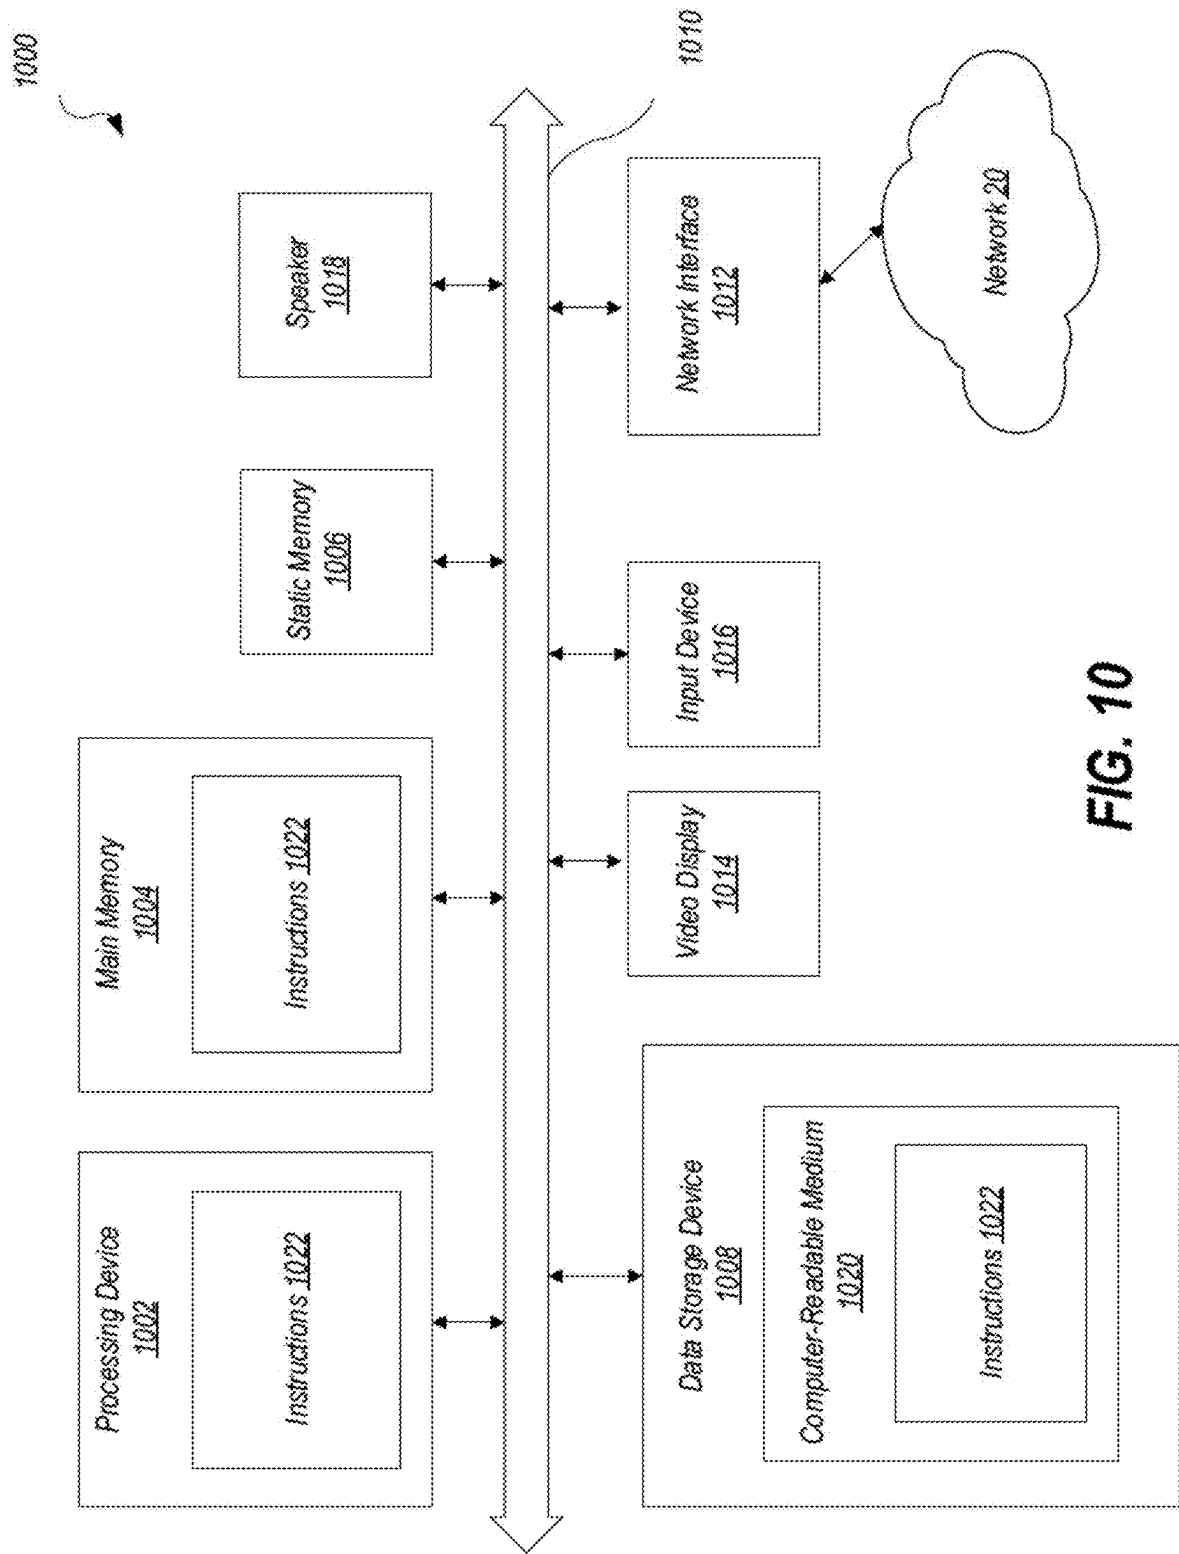 1000
Processing Device
1002
Instructions 1022
Main Memory
1004
Instructions 1022
Static Memory
1006
Speaker
1018
1010
Data Storage Device
1008
Computer-Readable Medium
1020
Instructions 1022
Video Display
1014
Input Device
1016
Network Interface
1012
Network 20
FIG. 10